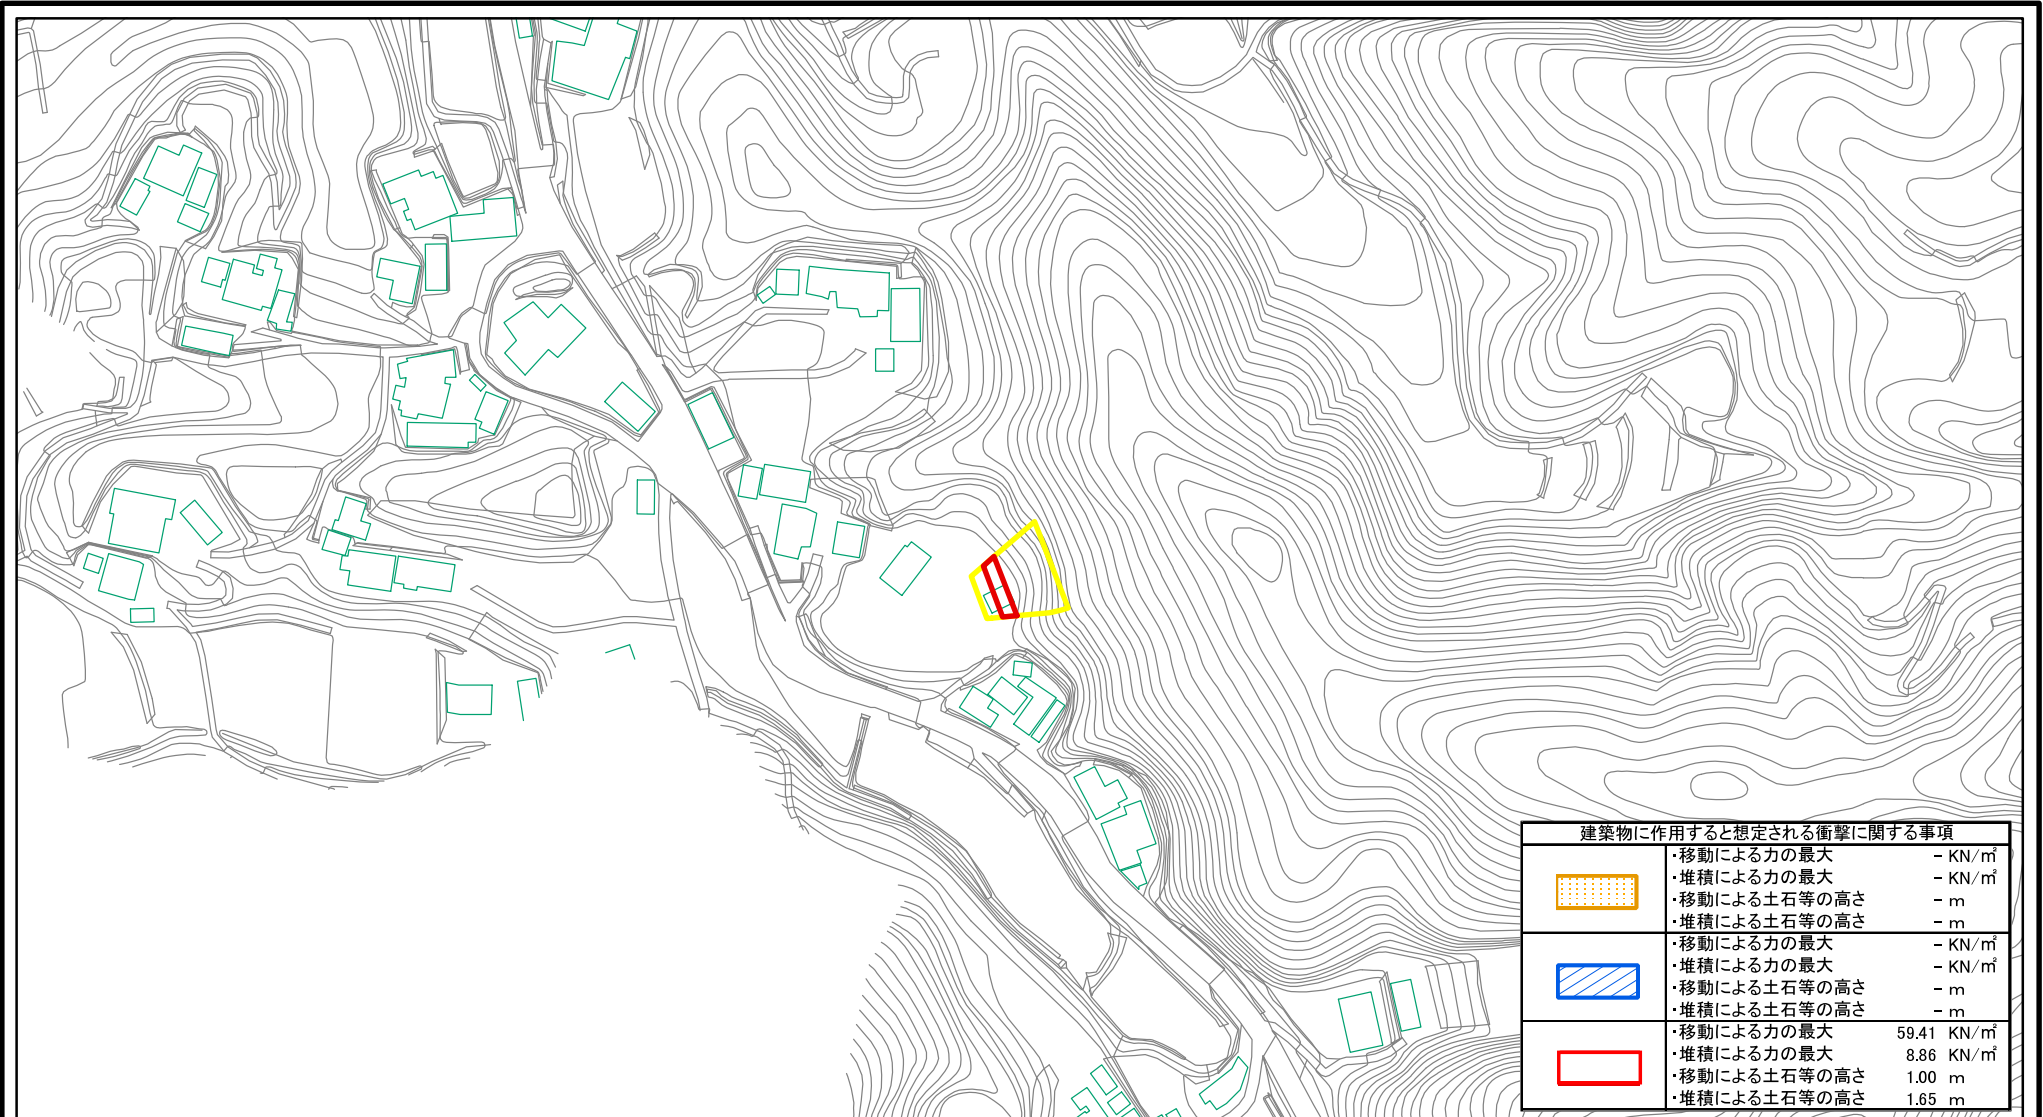 建築物に作用すると想定される衝撃に関する事項
・移動による力の最大 - KN/㎡
・堆積による力の最大 - KN/㎡
・移動による土石等の高さ - m
・堆積による土石等の高さ - m
・移動による力の最大 - KN/㎡
・堆積による力の最大 - KN/㎡
・移動による土石等の高さ - m
・堆積による土石等の高さ - m
・移動による力の最大 59.41 KN/㎡
・堆積による力の最大 8.86 KN/㎡
・移動による土石等の高さ 1.00 m
・堆積による土石等の高さ 1.65 m